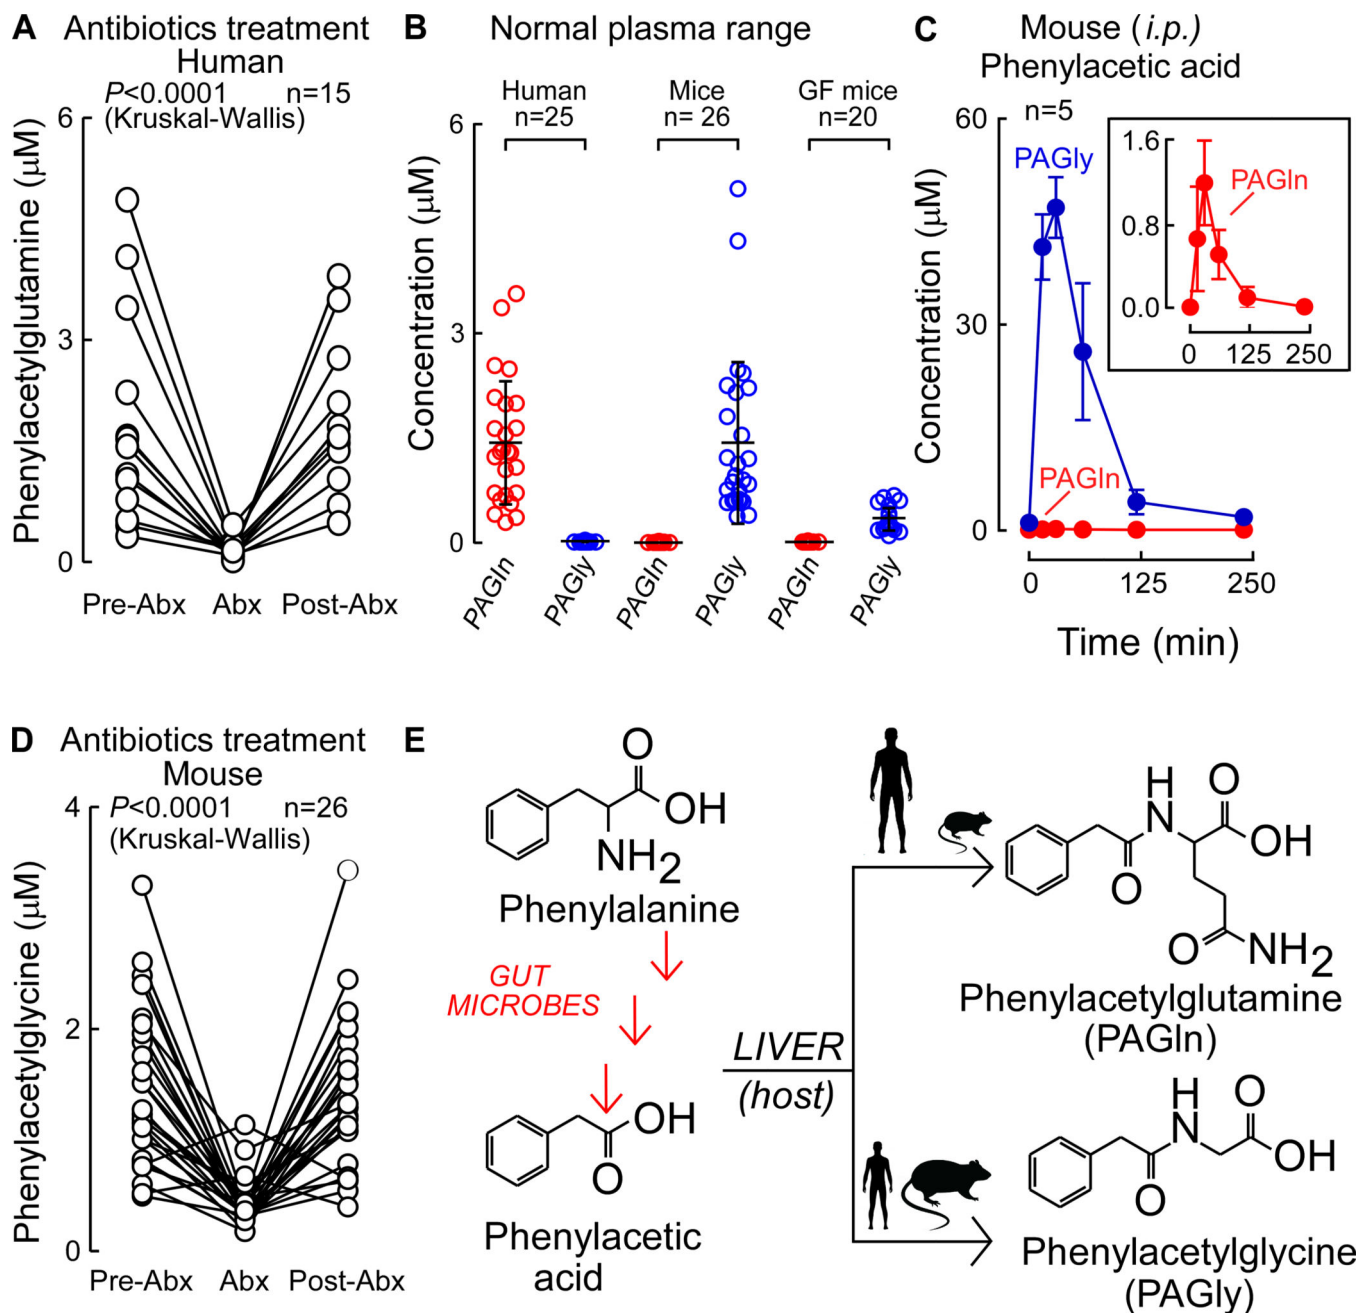 A Antibiotics treatment
Human
P<0.0001 n=15
(Kruskal-Wallis)
Phenylacetylglutamine (μM)
6
3
0
Pre-Abx Abx Post-Abx
B Normal plasma range
Human Mice GF mice
n=25 n= 26 n=20
Concentration (μM)
6
3
0
PAGln PAGly PAGln PAGly PAGln PAGly
C Mouse (i.p.)
Phenylacetic acid
n=5
PAGly
PAGln
Concentration (μM)
60
30
0
0 125 250
Time (min)
1.6
0.8
0.0
PAGln
0 125 250
D Antibiotics treatment
Mouse
P<0.0001 n=26
(Kruskal-Wallis)
Phenylacetylglycine (μM)
4
2
0
Pre-Abx Abx Post-Abx
E
O
OH
NH2
Phenylalanine
GUT
MICROBES
OH
O
Phenylacetic
acid
LIVER
(host)
H
N
O
OH
O
O
NH2
Phenylacetylglutamine
(PAGln)
H
N
O
OH
O
Phenylacetylglycine
(PAGly)